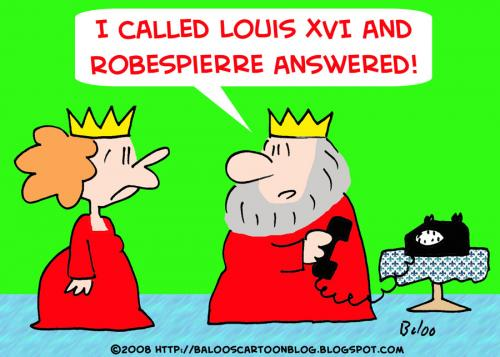 I CALLED LOUIS XVI AND
ROBESPIERRE ANSWERED!
Baloo
©2008 HTTP://BALOOSCARTOONBLOG.BLOGSPOT.COM